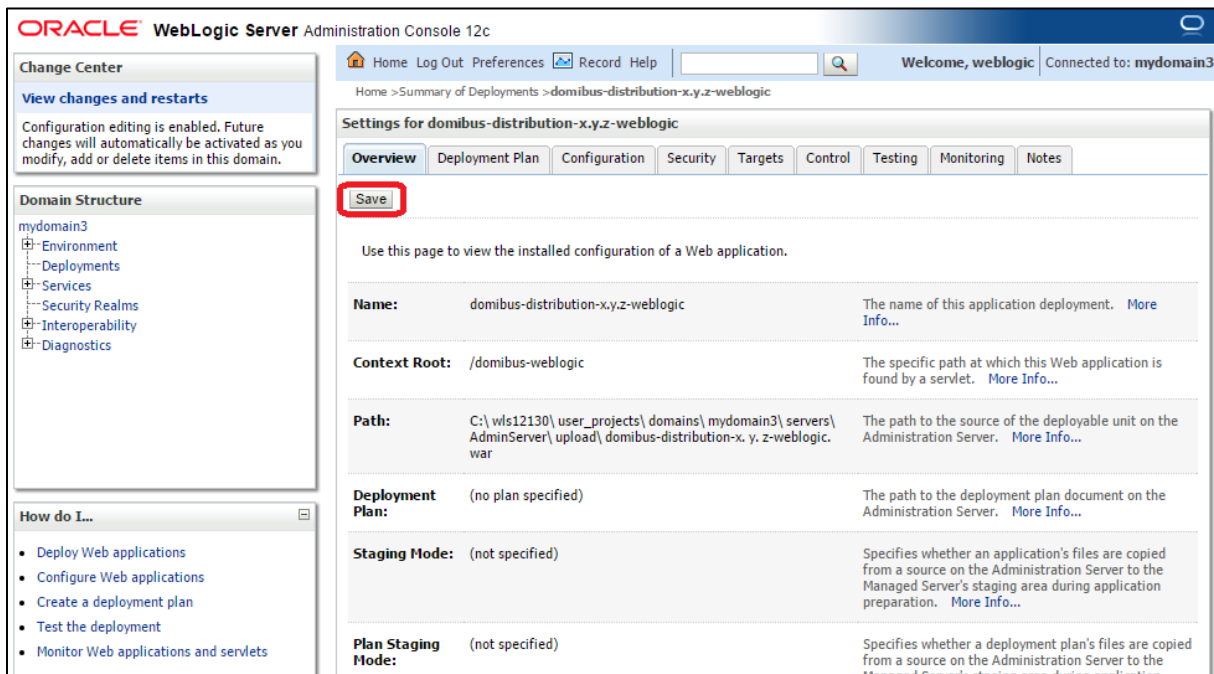 ORACLE® WebLogic Server Administration Console 12c
Change Center
View changes and restarts
Configuration editing is enabled. Future
changes will automatically be activated as you
modify, add or delete items in this domain.
Domain Structure
mydomain3
Environment
Deployments
Services
Security Realms
Interoperability
Diagnostics
How do I...
Deploy Web applications
Configure Web applications
Create a deployment plan
Test the deployment
Monitor Web applications and servlets
Home Log Out Preferences Record Help
Welcome, weblogic Connected to: mydomain3
Home >Summary of Deployments >domibus-distribution-x.y.z-weblogic
Settings for domibus-distribution-x.y.z-weblogic
Overview Deployment Plan Configuration Security Targets Control Testing Monitoring Notes
Save
Use this page to view the installed configuration of a Web application.
Name: domibus-distribution-x.y.z-weblogic The name of this application deployment. More
Info...
Context Root: /domibus-weblogic The specific path at which this Web application is
found by a servlet. More Info...
Path: C:\ wls12130\ user_projects\ domains\ mydomain3\ servers\ The path to the source of the deployable unit on the
AdminServer\ upload\ domibus-distribution-x. y. z-weblogic. Administration Server. More Info...
war
Deployment (no plan specified) The path to the deployment plan document on the
Plan: Administration Server. More Info...
Staging Mode: (not specified) Specifies whether an application's files are copied
from a source on the Administration Server to the
Managed Server's staging area during application
preparation. More Info...
Plan Staging (not specified) Specifies whether a deployment plan's files are copied
Mode: from a source on the Administration Server to the
Managed Server's staging area during application